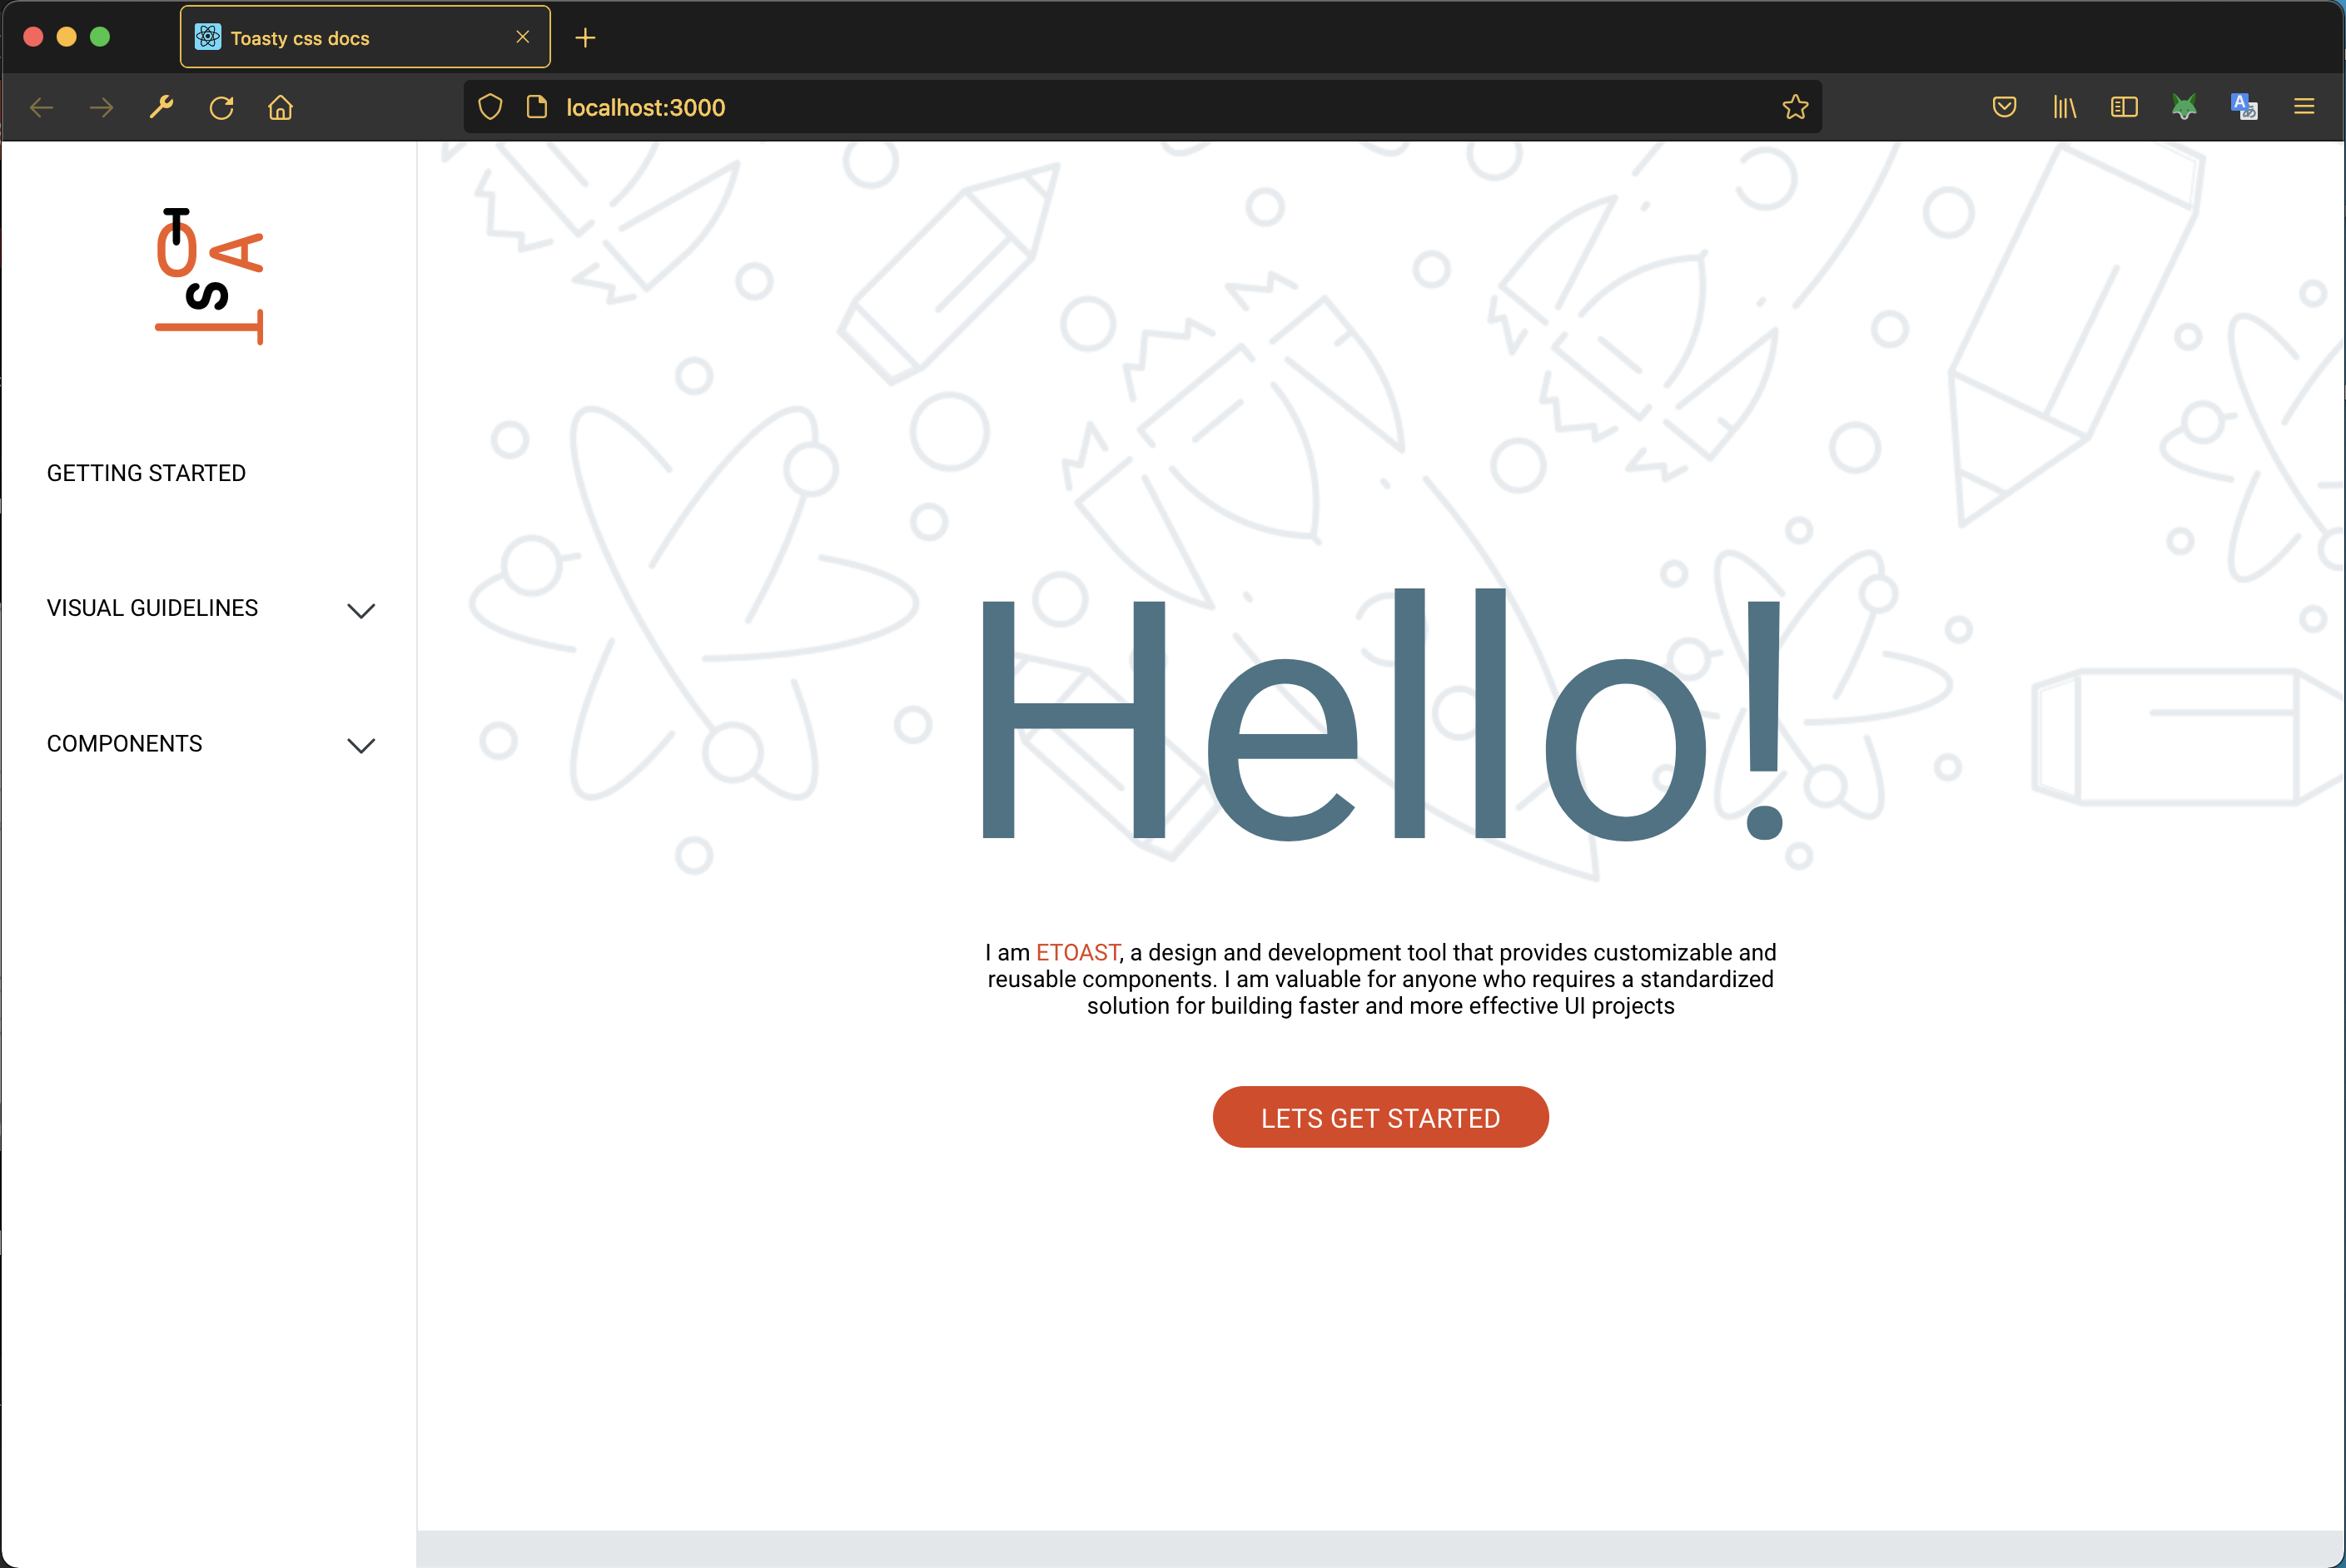 Toasty css docs
localhost:3000
TOAST
GETTING STARTED
VISUAL GUIDELINES
COMPONENTS
Hello!
I am ETOAST, a design and development tool that provides customizable and
reusable components. I am valuable for anyone who requires a standardized
solution for building faster and more effective UI projects
LETS GET STARTED